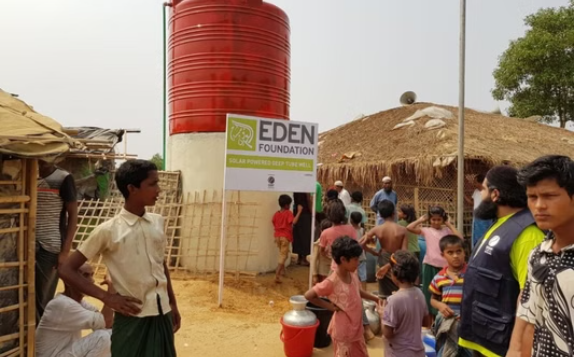 EDEN
FOUNDATION
SOLAR POWERED DEEP TUBE-WELL